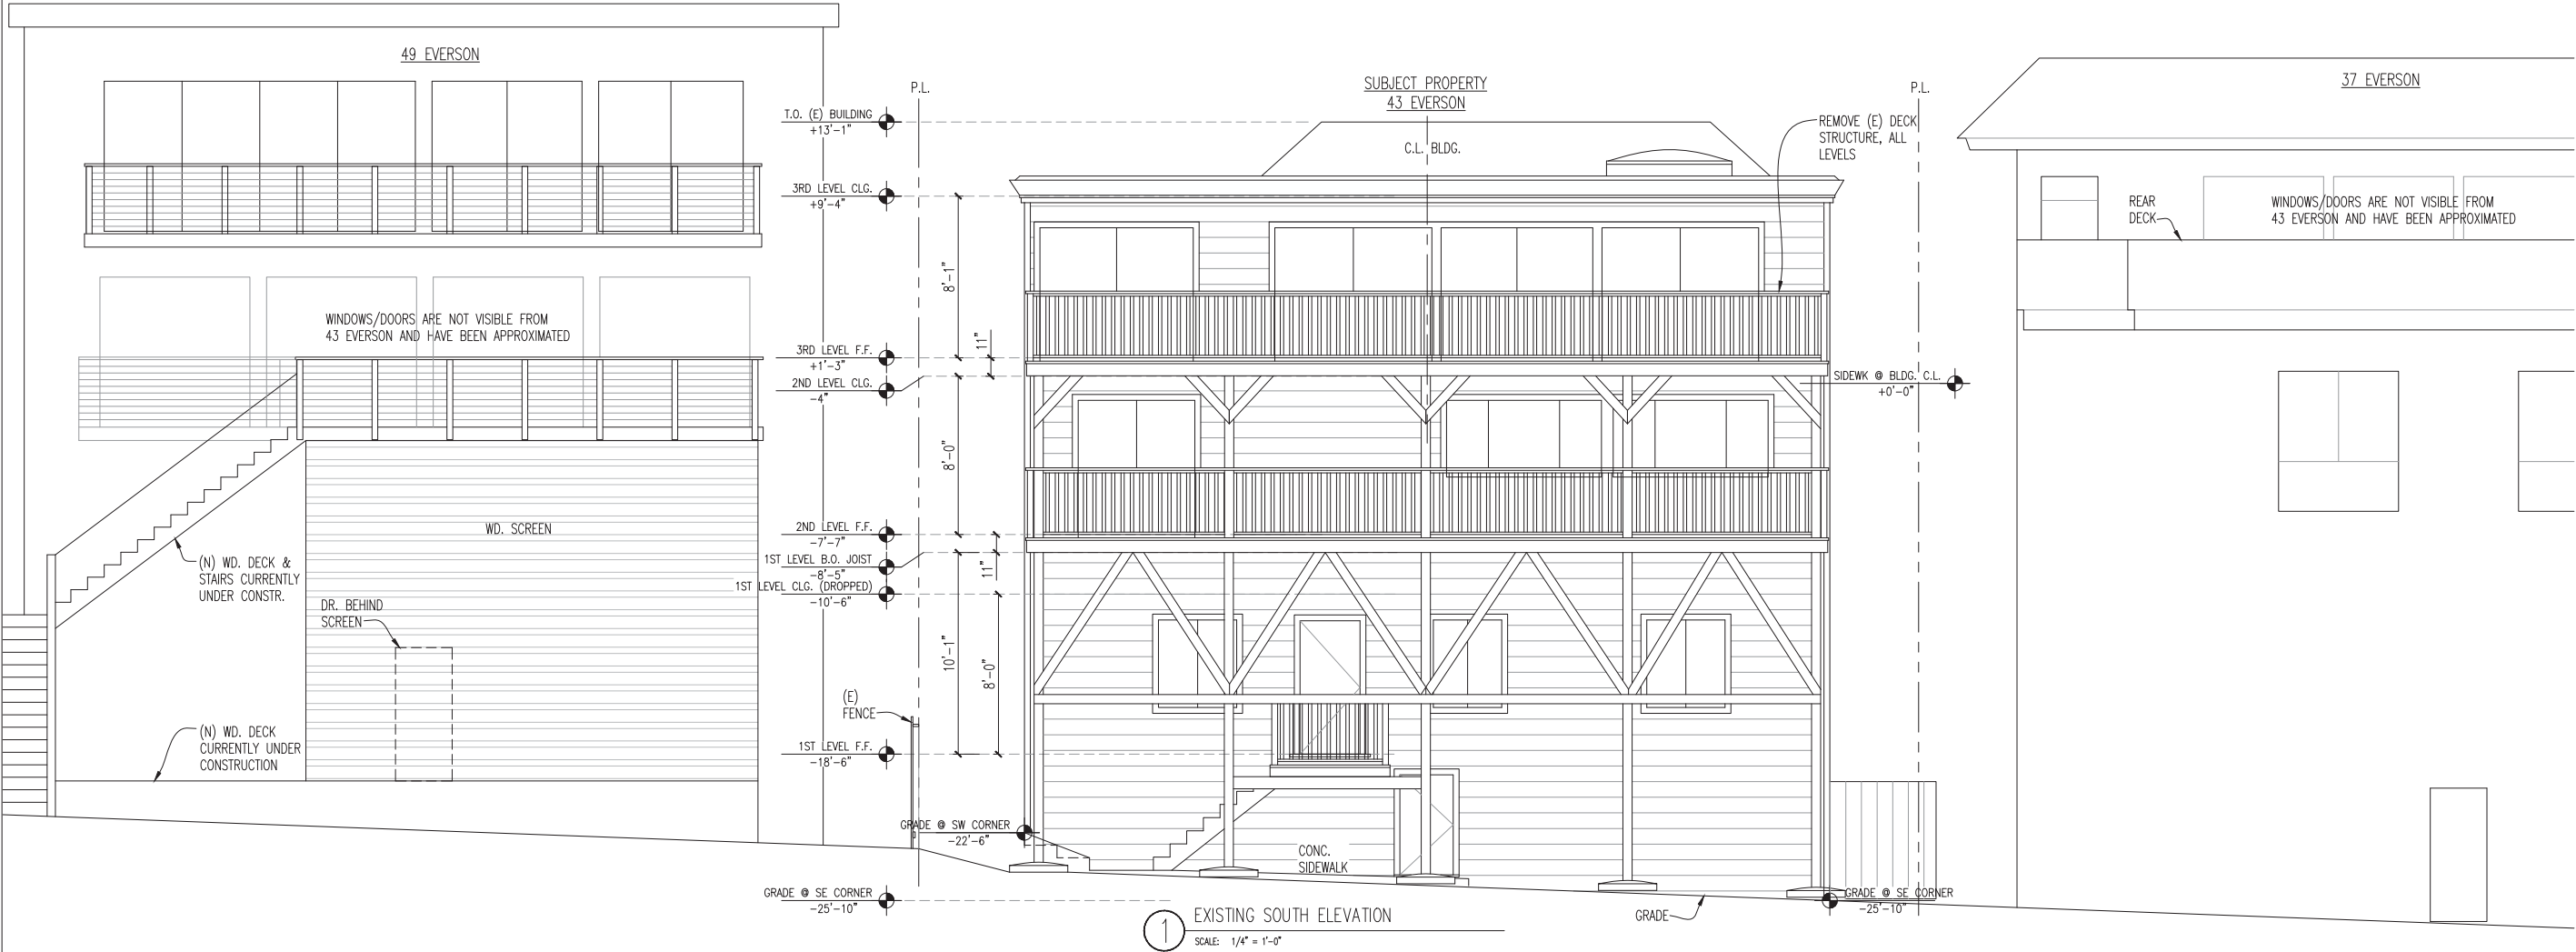 49 EVERSON
WINDOWS/DOORS ARE NOT VISIBLE FROM
43 EVERSON AND HAVE BEEN APPROXIMATED
WD. SCREEN
(N) WD. DECK &
STAIRS CURRENTLY
UNDER CONSTR.
DR. BEHIND
SCREEN
(N) WD. DECK
CURRENTLY UNDER
CONSTRUCTION
P.L.
T.O. (E) BUILDING
+13'-1"
3RD LEVEL CLG.
+9'-4"
3RD LEVEL F.F.
+1'-3"
2ND LEVEL CLG.
-4"
2ND LEVEL F.F.
-7'-7"
1ST LEVEL B.O. JOIST
-8'-5"
1ST LEVEL CLG. (DROPPED)
-10'-6"
(E)
FENCE
1ST LEVEL F.F.
-18'-6"
GRADE @ SW CORNER
-22'-6"
GRADE @ SE CORNER
-25'-10"
8'-1"
11"
8'-0"
11"
10'-1"
8'-0"
SUBJECT PROPERTY
43 EVERSON
C.L. BLDG.
REMOVE (E) DECK
STRUCTURE, ALL
LEVELS
P.L.
SIDEWK @ BLDG. C.L.
+0'-0"
CONC.
SIDEWALK
GRADE
GRADE @ SE CORNER
-25'-10"
37 EVERSON
REAR
DECK
WINDOWS/DOORS ARE NOT VISIBLE FROM
43 EVERSON AND HAVE BEEN APPROXIMATED
1
EXISTING SOUTH ELEVATION
SCALE: 1/4" = 1'-0"